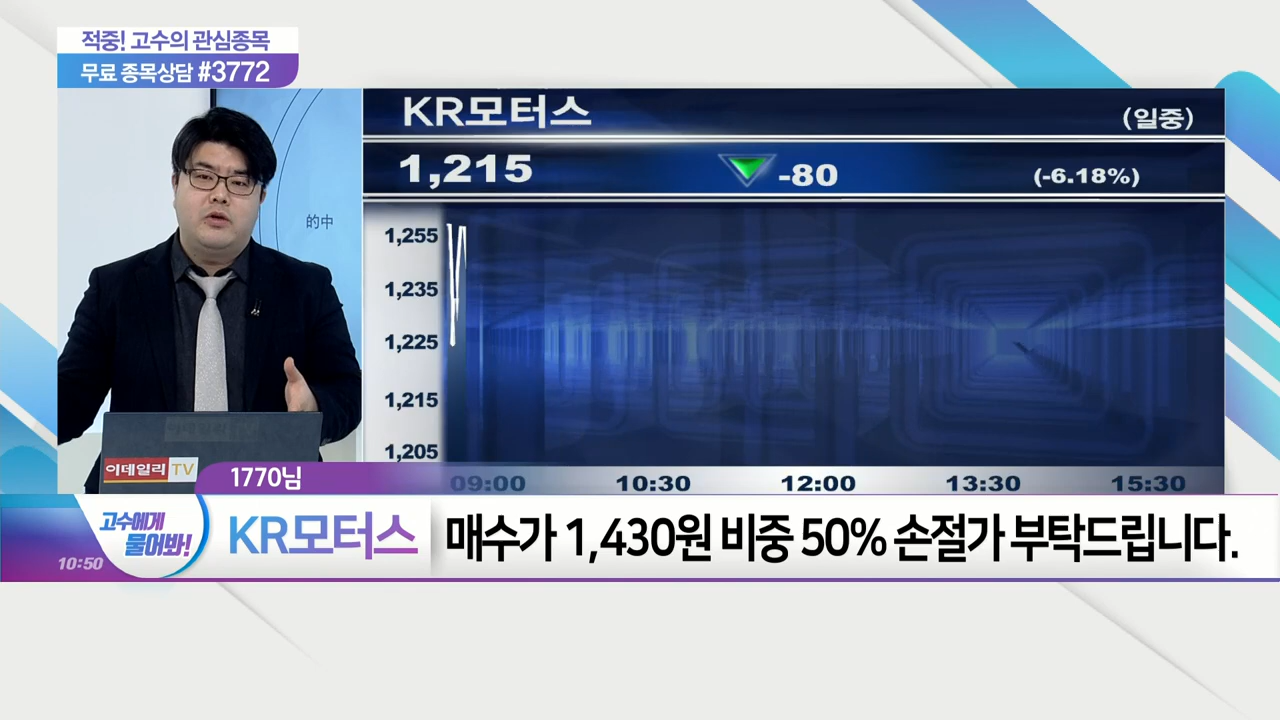 적중! 고수의 관심종목
무료 종목상담 #3772
KR모터스
(일중)
1,215
-80
(-6.18%)
的中
1,255
1,235
1,225
1,215
1,205
09:00
10:30
12:00
13:30
15:30
이데일리TV
1770님
고수에게
물어봐!
10:50
KR모터스
매수가 1,430원 비중 50% 손절가 부탁드립니다.